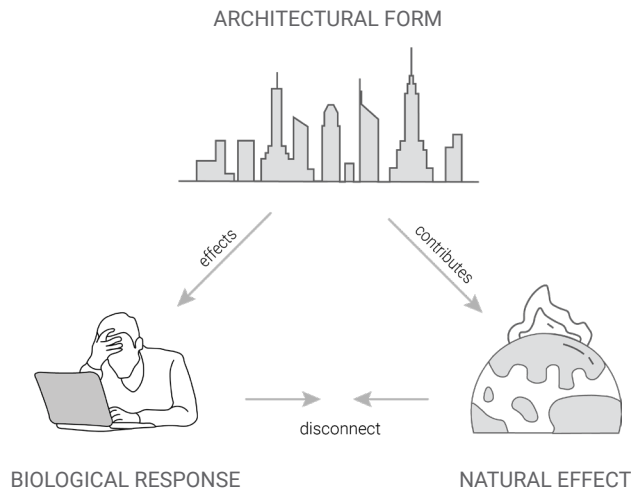 ARCHITECTURAL FORM
effects
contributes
disconnect
BIOLOGICAL RESPONSE
NATURAL EFFECT